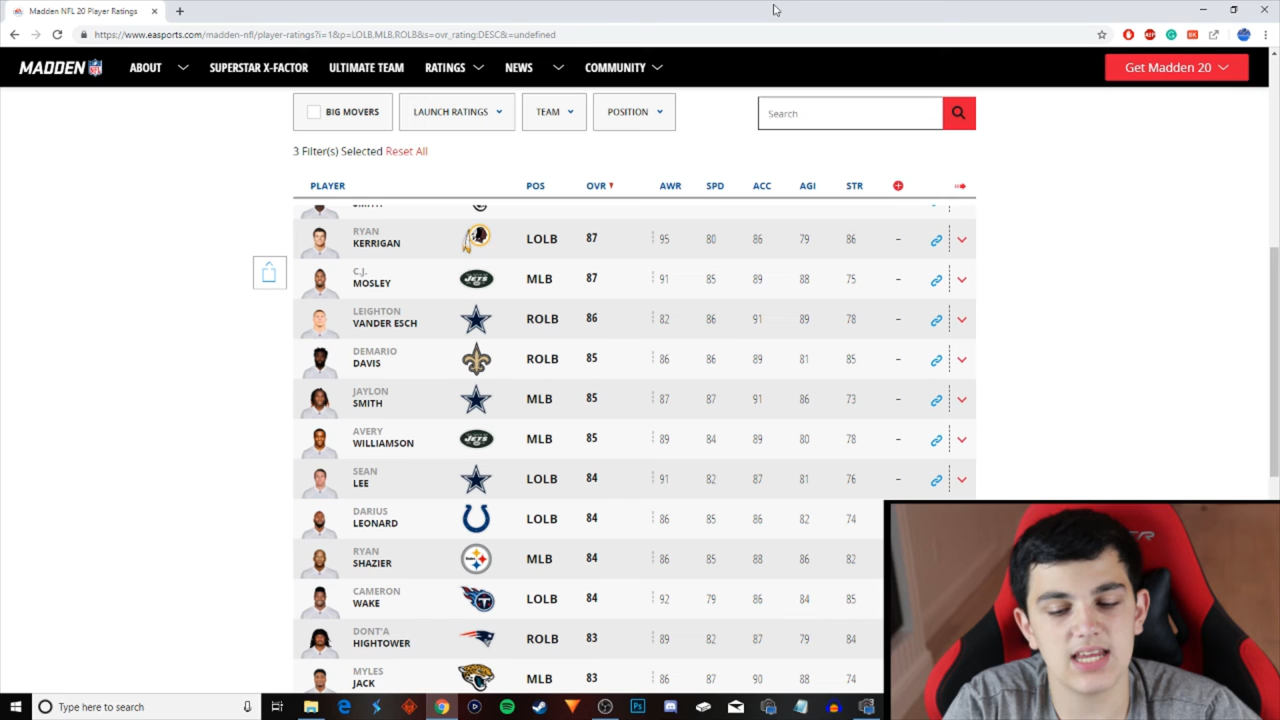 Madden NFL 20 Player Ratings
https://www.easports.com/madden-nfl/player-ratings?i=1&p=LOLB,MLB,ROLB&s=ovr_rating:DESC&=undefined
MADDEN NFL ABOUT SUPERSTAR X-FACTOR ULTIMATE TEAM RATINGS NEWS COMMUNITY Get Madden 20
BIG MOVERS LAUNCH RATINGS TEAM POSITION Search
3 Filter(s) Selected Reset All
PLAYER POS OVR AWR SPD ACC AGI STR
SMITH
RYAN
KERRIGAN LOLB 87 95 80 86 79 86 –
C.J.
MOSLEY JETS MLB 87 91 85 89 88 75 –
LEIGHTON
VANDER ESCH ROLB 86 82 86 91 89 78 –
DEMARIO
DAVIS ROLB 85 86 86 89 81 85 –
JAYLON
SMITH MLB 85 87 87 91 86 73 –
AVERY
WILLIAMSON JETS MLB 85 89 84 89 80 78 –
SEAN
LEE LOLB 84 91 82 87 81 76 –
DARIUS
LEONARD LOLB 84 86 85 86 82 74
RYAN
SHAZIER MLB 84 86 85 88 86 82
CAMERON
WAKE LOLB 84 92 79 86 84 85
DONT'A
HIGHTOWER ROLB 83 89 82 87 79 84
MYLES
JACK MLB 83 86 87 90 88 74
Type here to search